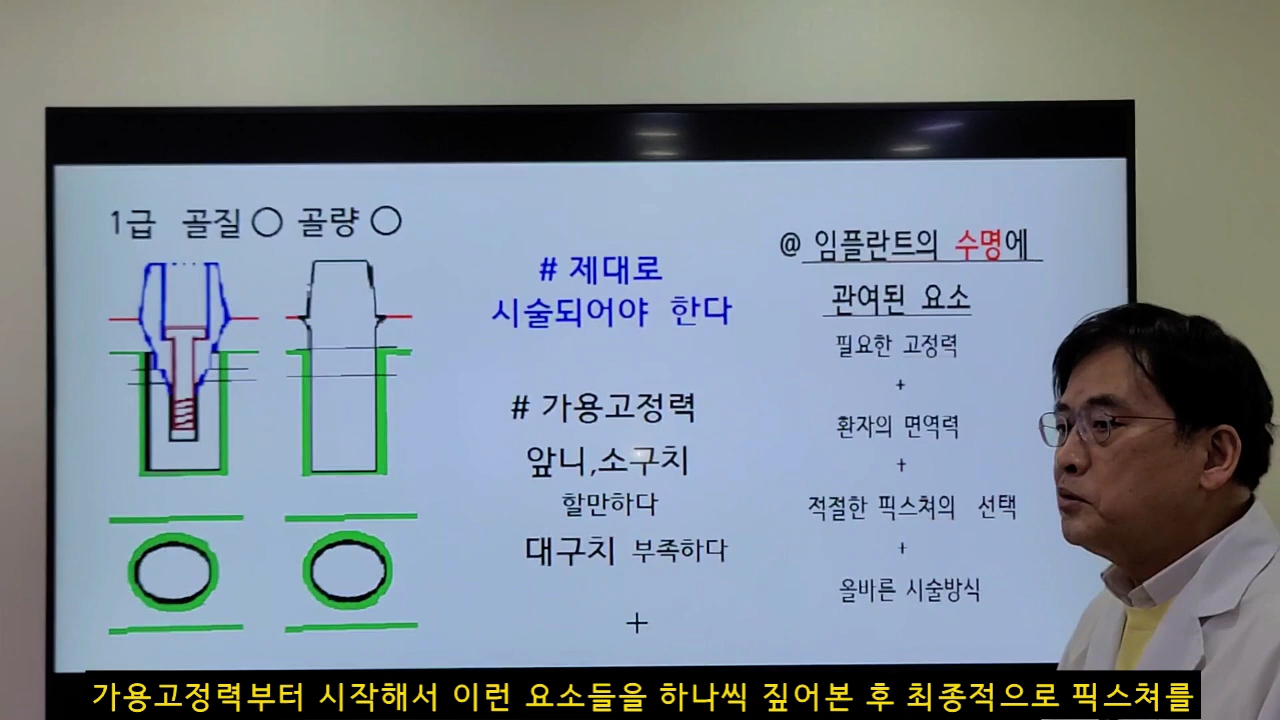 1급 골질 ○ 골량 ○
# 제대로
시술되어야 한다
# 가용고정력
앞니,소구치
할만하다
대구치 부족하다
+
@ 임플란트의 수명에
관여된 요소
필요한 고정력
+
환자의 면역력
+
적절한 픽스쳐의 선택
+
올바른 시술방식
가용고정력부터 시작해서 이런 요소들을 하나씩 짚어본 후 최종적으로 픽스쳐를